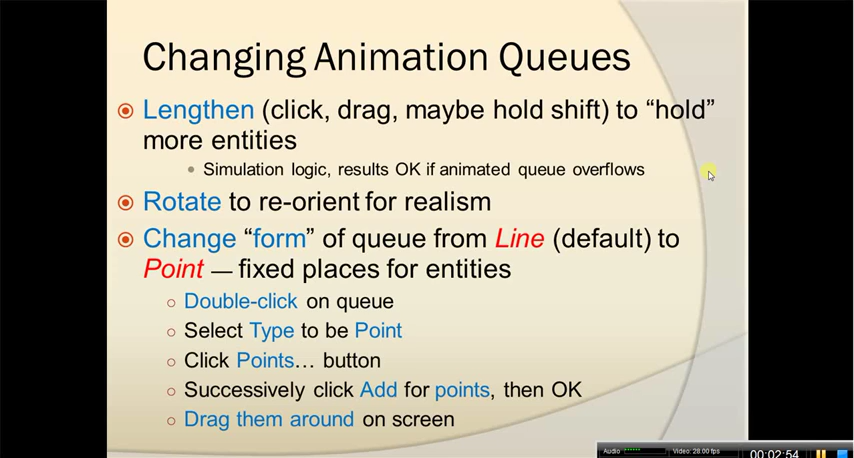 Changing Animation Queues
Lengthen (click, drag, maybe hold shift) to “hold”
more entities
Simulation logic, results OK if animated queue overflows
Rotate to re-orient for realism
Change “form” of queue from Line (default) to
Point — fixed places for entities
Double-click on queue
Select Type to be Point
Click Points… button
Successively click Add for points, then OK
Drag them around on screen
Audio
Video: 28.00 fps
00:02:54